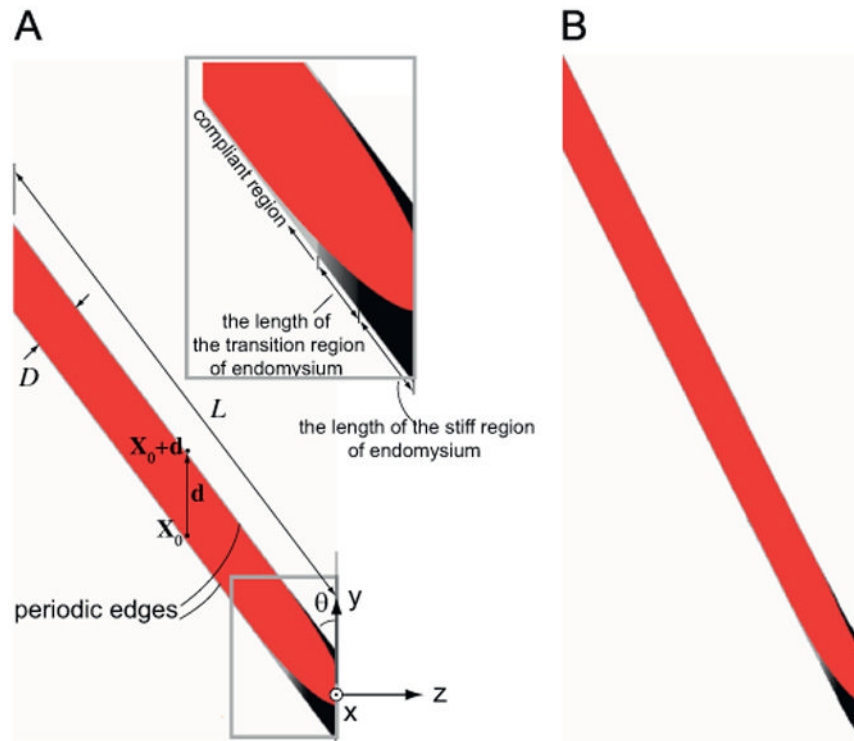 A
B
compliant region
the length of
the transition region
of endomysium
the length of the stiff region
of endomysium
D
L
X₀+d
d
X₀
periodic edges
θ
y
z
x